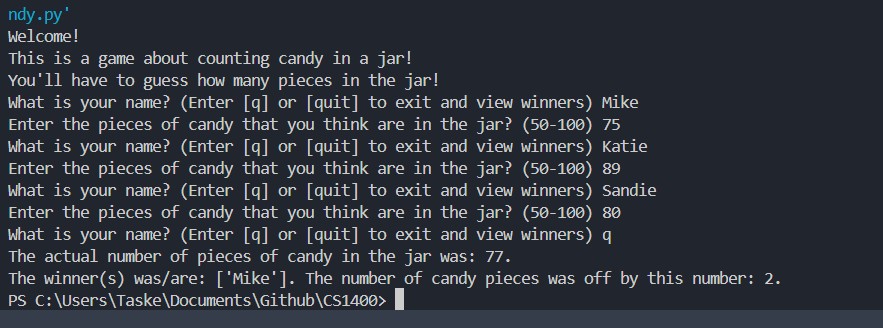 ndy.py'
Welcome!
This is a game about counting candy in a jar!
You'll have to guess how many pieces in the jar!
What is your name? (Enter [q] or [quit] to exit and view winners) Mike
Enter the pieces of candy that you think are in the jar? (50-100) 75
What is your name? (Enter [q] or [quit] to exit and view winners) Katie
Enter the pieces of candy that you think are in the jar? (50-100) 89
What is your name? (Enter [q] or [quit] to exit and view winners) Sandie
Enter the pieces of candy that you think are in the jar? (50-100) 80
What is your name? (Enter [q] or [quit] to exit and view winners) q
The actual number of pieces of candy in the jar was: 77.
The winner(s) was/are: ['Mike']. The number of candy pieces was off by this number: 2.
PS C:\Users\Taske\Documents\Github\CS1400>